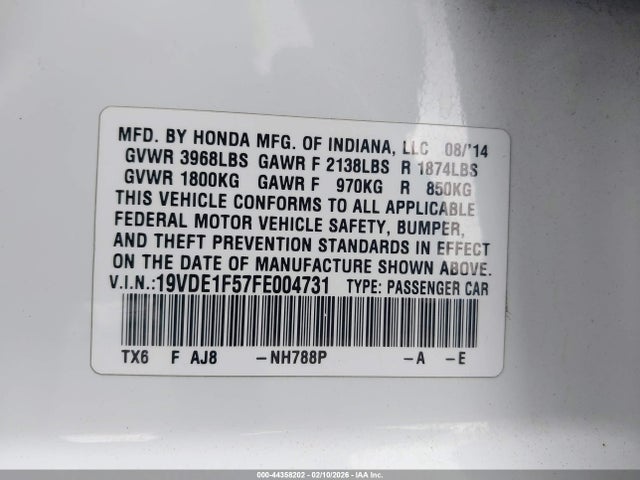 MFD. BY HONDA MFG. OF INDIANA, LLC 08/'14
GVWR 3968LBS GAWR F 2138LBS R 1874LBS
GVWR 1800KG GAWR F 970KG R 850KG
THIS VEHICLE CONFORMS TO ALL APPLICABLE
FEDERAL MOTOR VEHICLE SAFETY, BUMPER,
AND THEFT PREVENTION STANDARDS IN EFFECT
ON THE DATE OF MANUFACTURE SHOWN ABOVE.
V.I.N.:19VDE1F57FE004731 TYPE: PASSENGER CAR
TX6 F AJ8 -NH788P -A -E
000-44358202 - 02/10/2026 - IAA Inc.